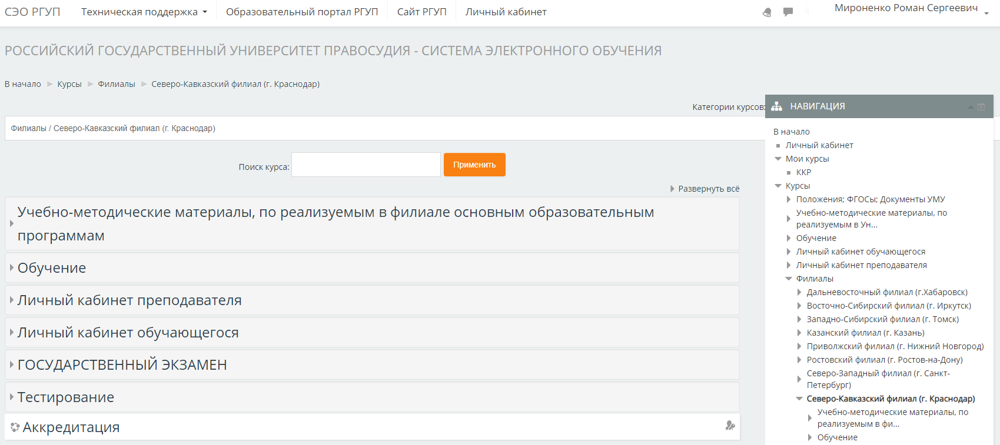 СЭО РГУП
Техническая поддержка
Образовательный портал РГУП
Сайт РГУП
Личный кабинет
Мироненко Роман Сергеевич
РОССИЙСКИЙ ГОСУДАРСТВЕННЫЙ УНИВЕРСИТЕТ ПРАВОСУДИЯ - СИСТЕМА ЭЛЕКТРОННОГО ОБУЧЕНИЯ
В начало
Курсы
Филиалы
Северо-Кавказский филиал (г. Краснодар)
Категории курсов:
Филиалы / Северо-Кавказский филиал (г. Краснодар)
Поиск курса:
Применить
Развернуть всё
Учебно-методические материалы, по реализуемым в филиале основным образовательным
программам
Обучение
Личный кабинет преподавателя
Личный кабинет обучающегося
ГОСУДАРСТВЕННЫЙ ЭКЗАМЕН
Тестирование
Аккредитация
НАВИГАЦИЯ
В начало
Личный кабинет
Мои курсы
ККР
Курсы
Положения; ФГОСы; Документы УМУ
Учебно-методические материалы, по
реализуемым в Ун...
Обучение
Личный кабинет обучающегося
Личный кабинет преподавателя
Филиалы
Дальневосточный филиал (г.Хабаровск)
Восточно-Сибирский филиал (г. Иркутск)
Западно-Сибирский филиал (г. Томск)
Казанский филиал (г. Казань)
Приволжский филиал (г. Нижний Новгород)
Ростовский филиал (г. Ростов-на-Дону)
Северо-Западный филиал (г. Санкт-
Петербург)
Северо-Кавказский филиал (г. Краснодар)
Учебно-методические материалы, по
реализуемым в фи...
Обучение